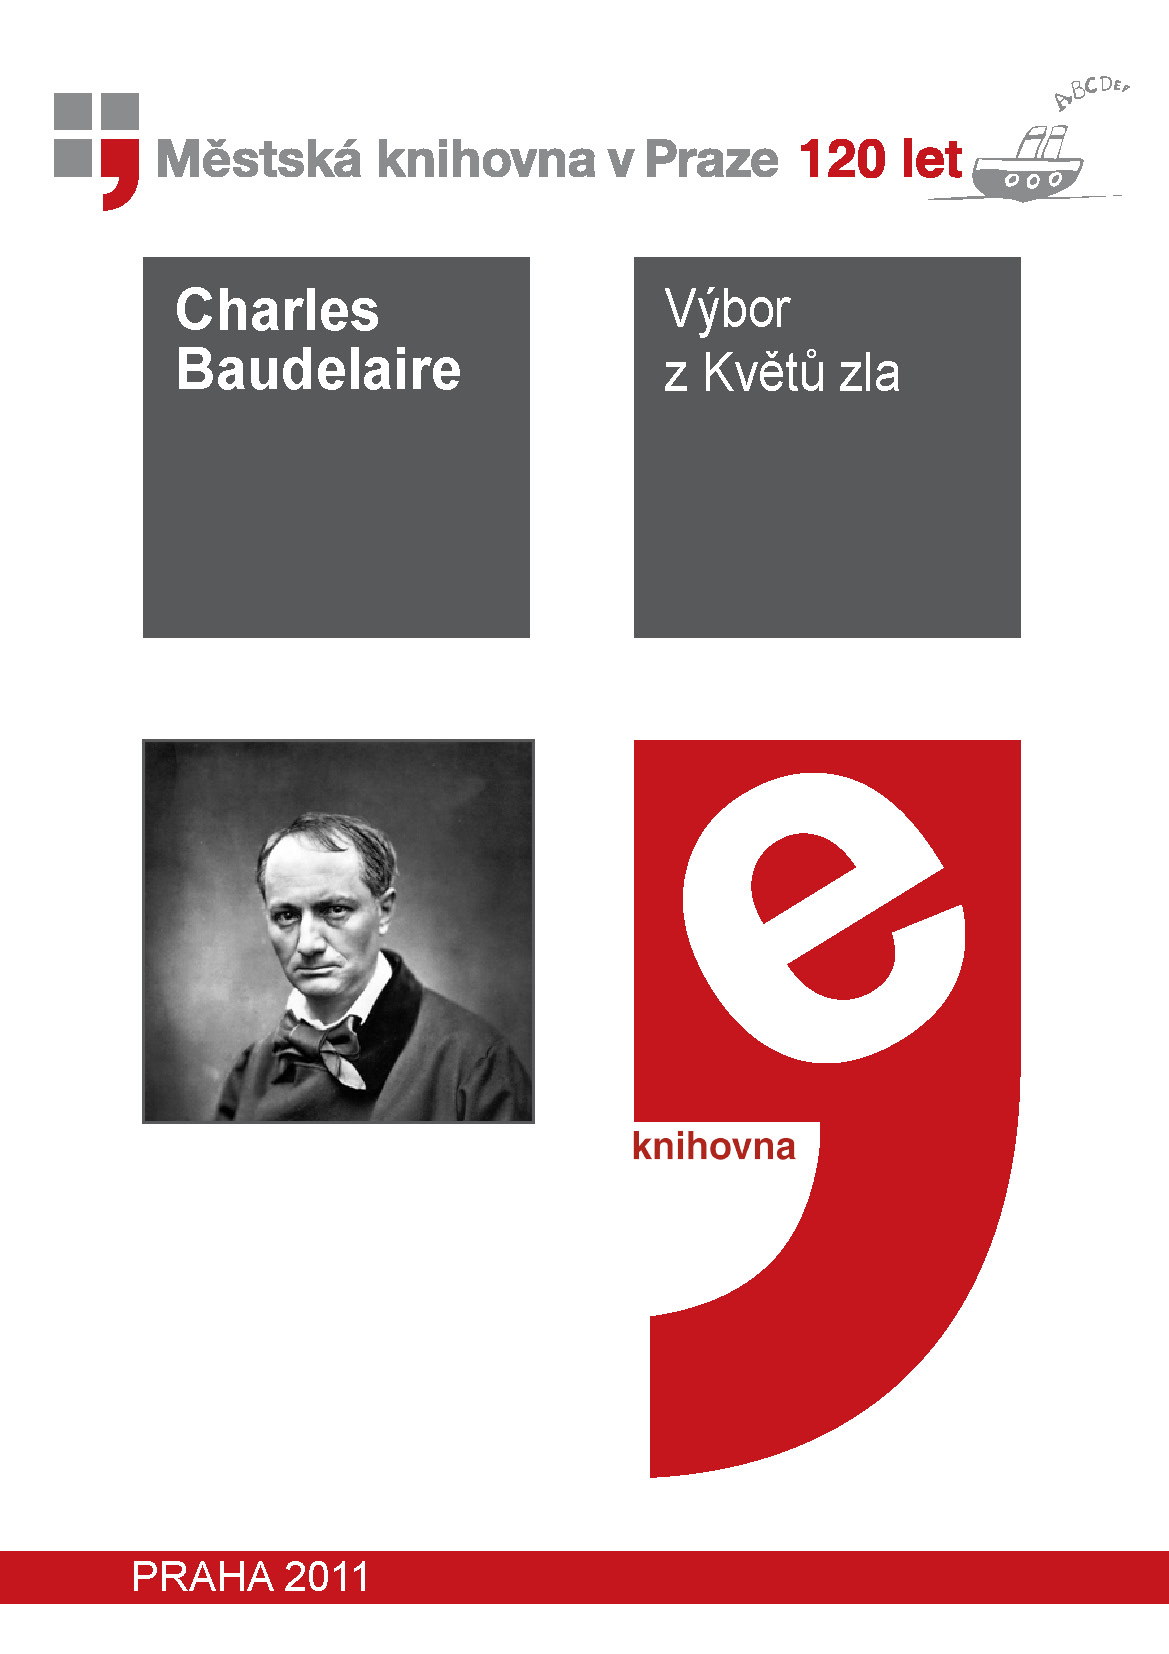 ABCDEF
Městská knihovna v Praze 120 let
Charles
Baudelaire
Výbor
z Květů zla
e
knihovna
PRAHA 2011